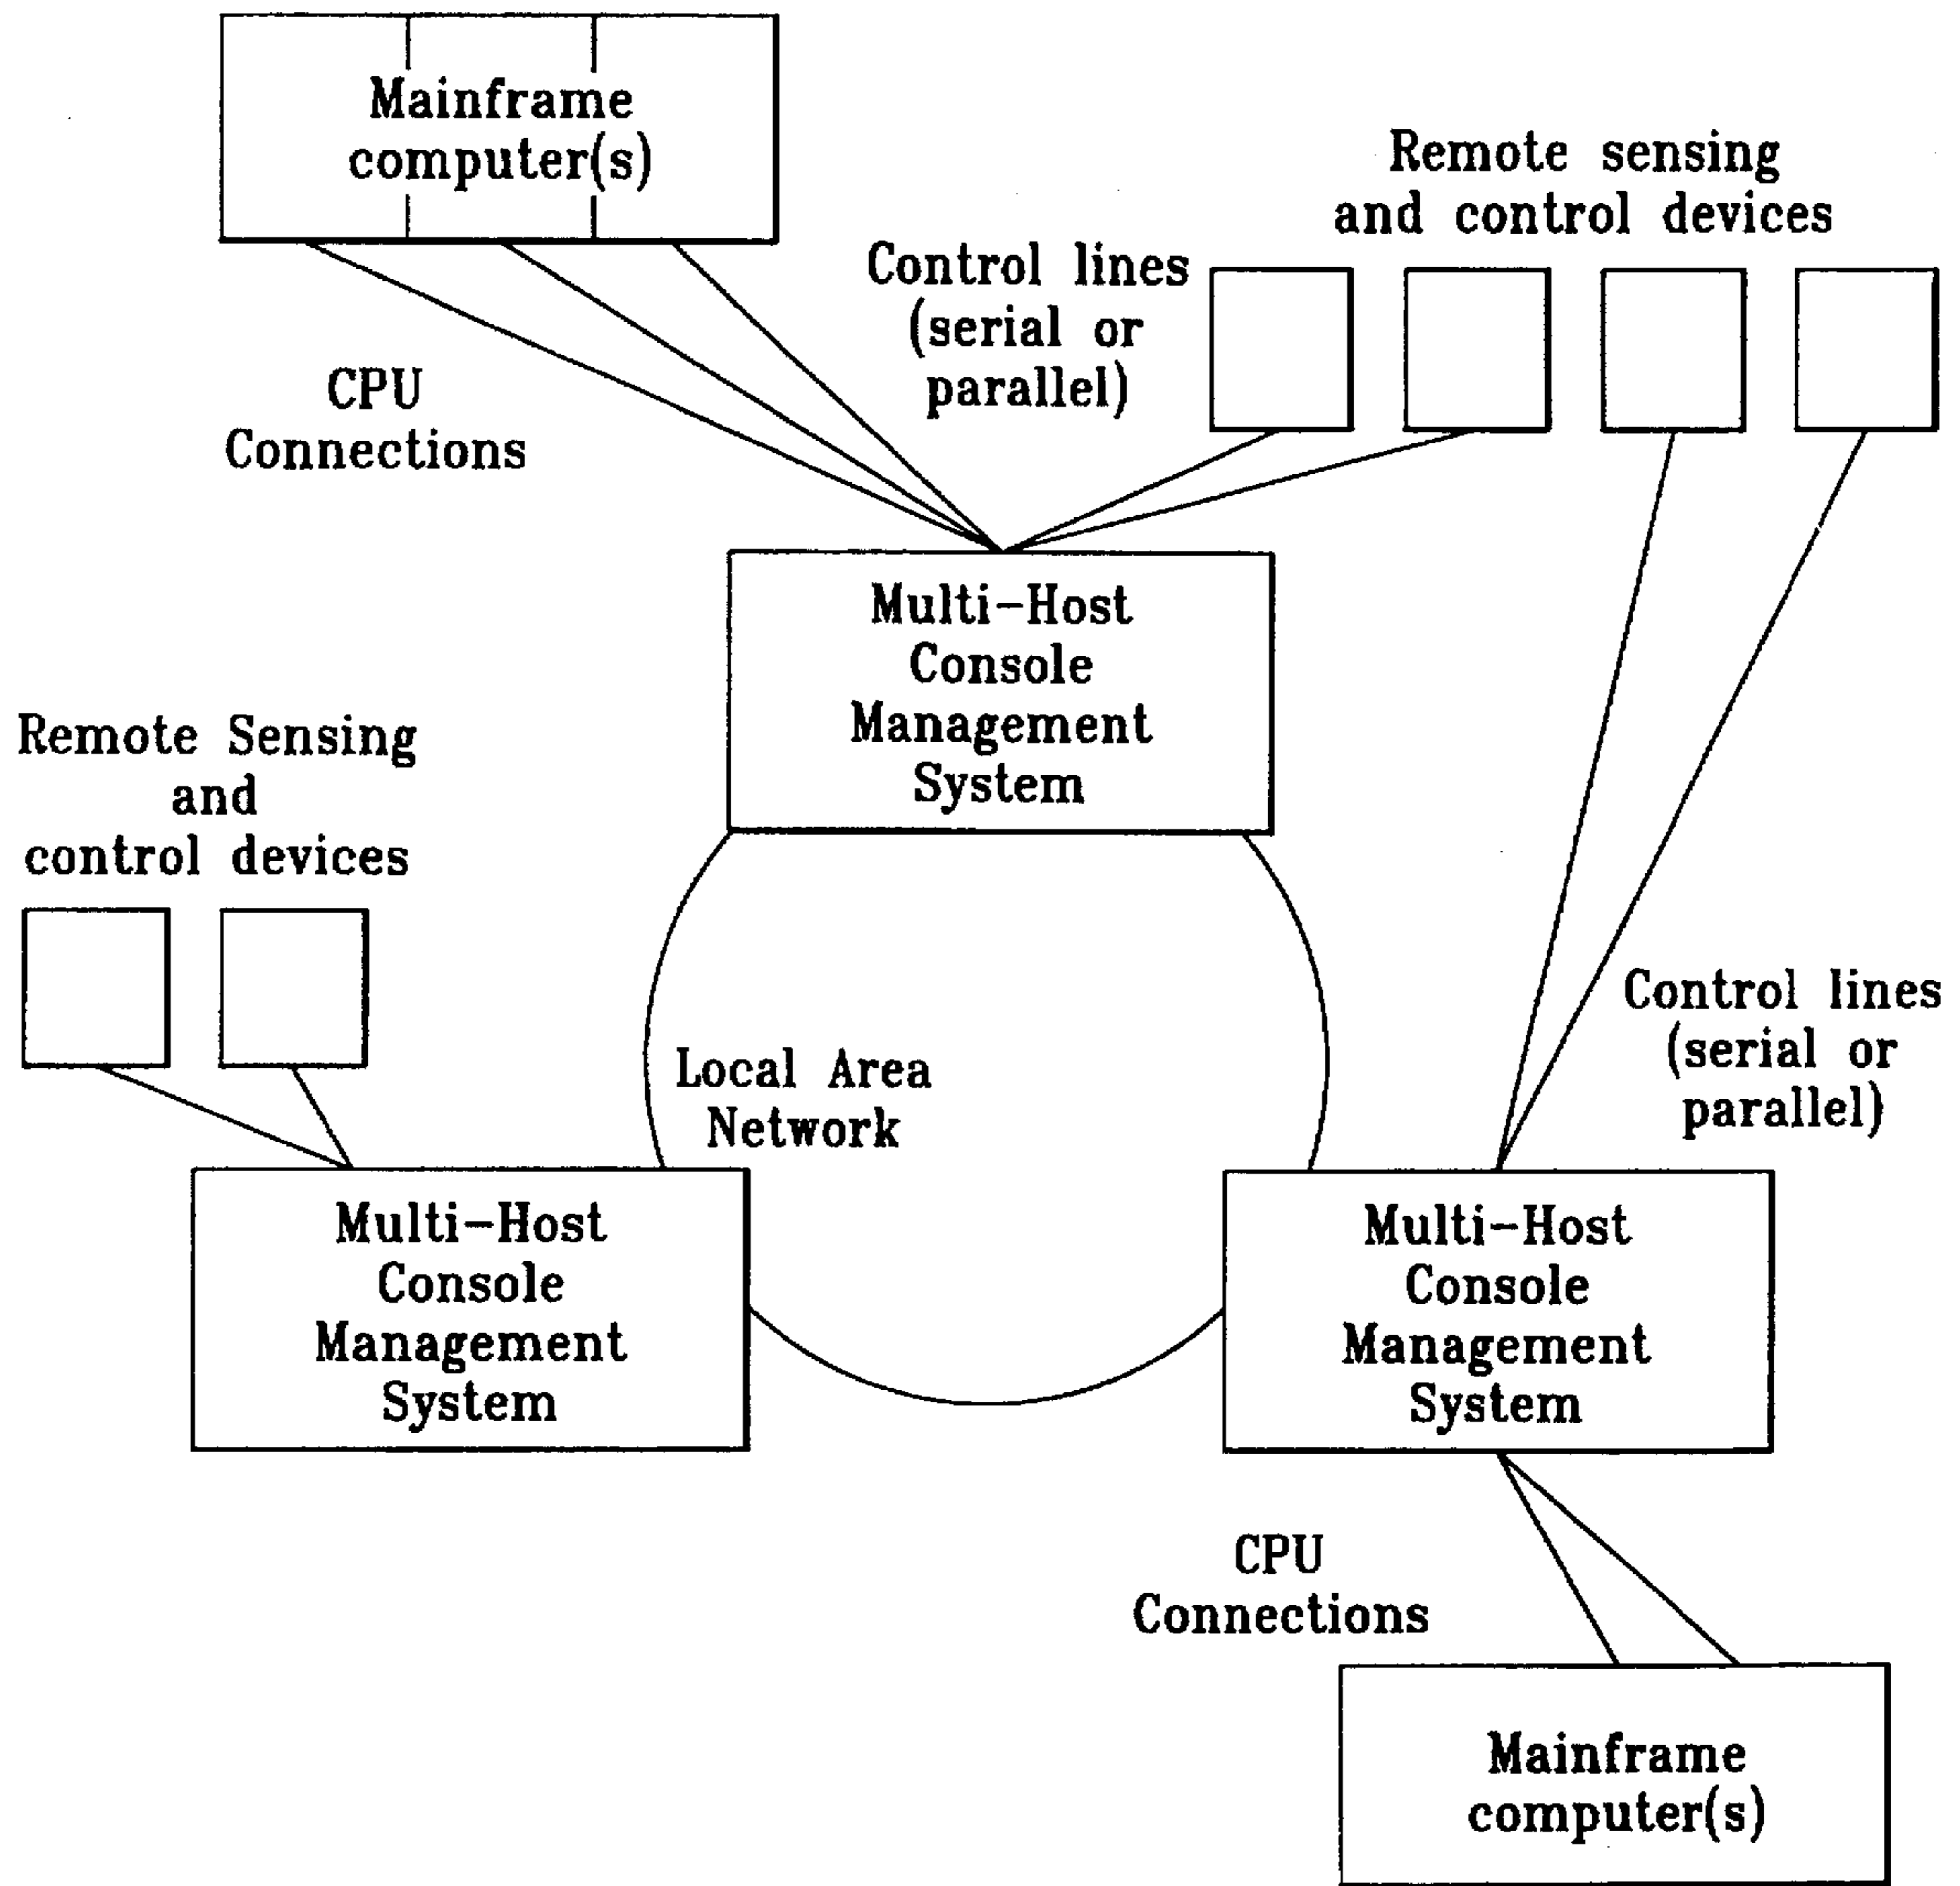 Mainframe
computer(s)
Remote sensing
and control devices
Control lines
(serial or
parallel)
CPU
Connections
Multi-Host
Console
Management
System
Remote Sensing
and
control devices
Local Area
Network
Control lines
(serial or
parallel)
Multi-Host
Console
Management
System
Multi-Host
Console
Management
System
CPU
Connections
Mainframe
computer(s)